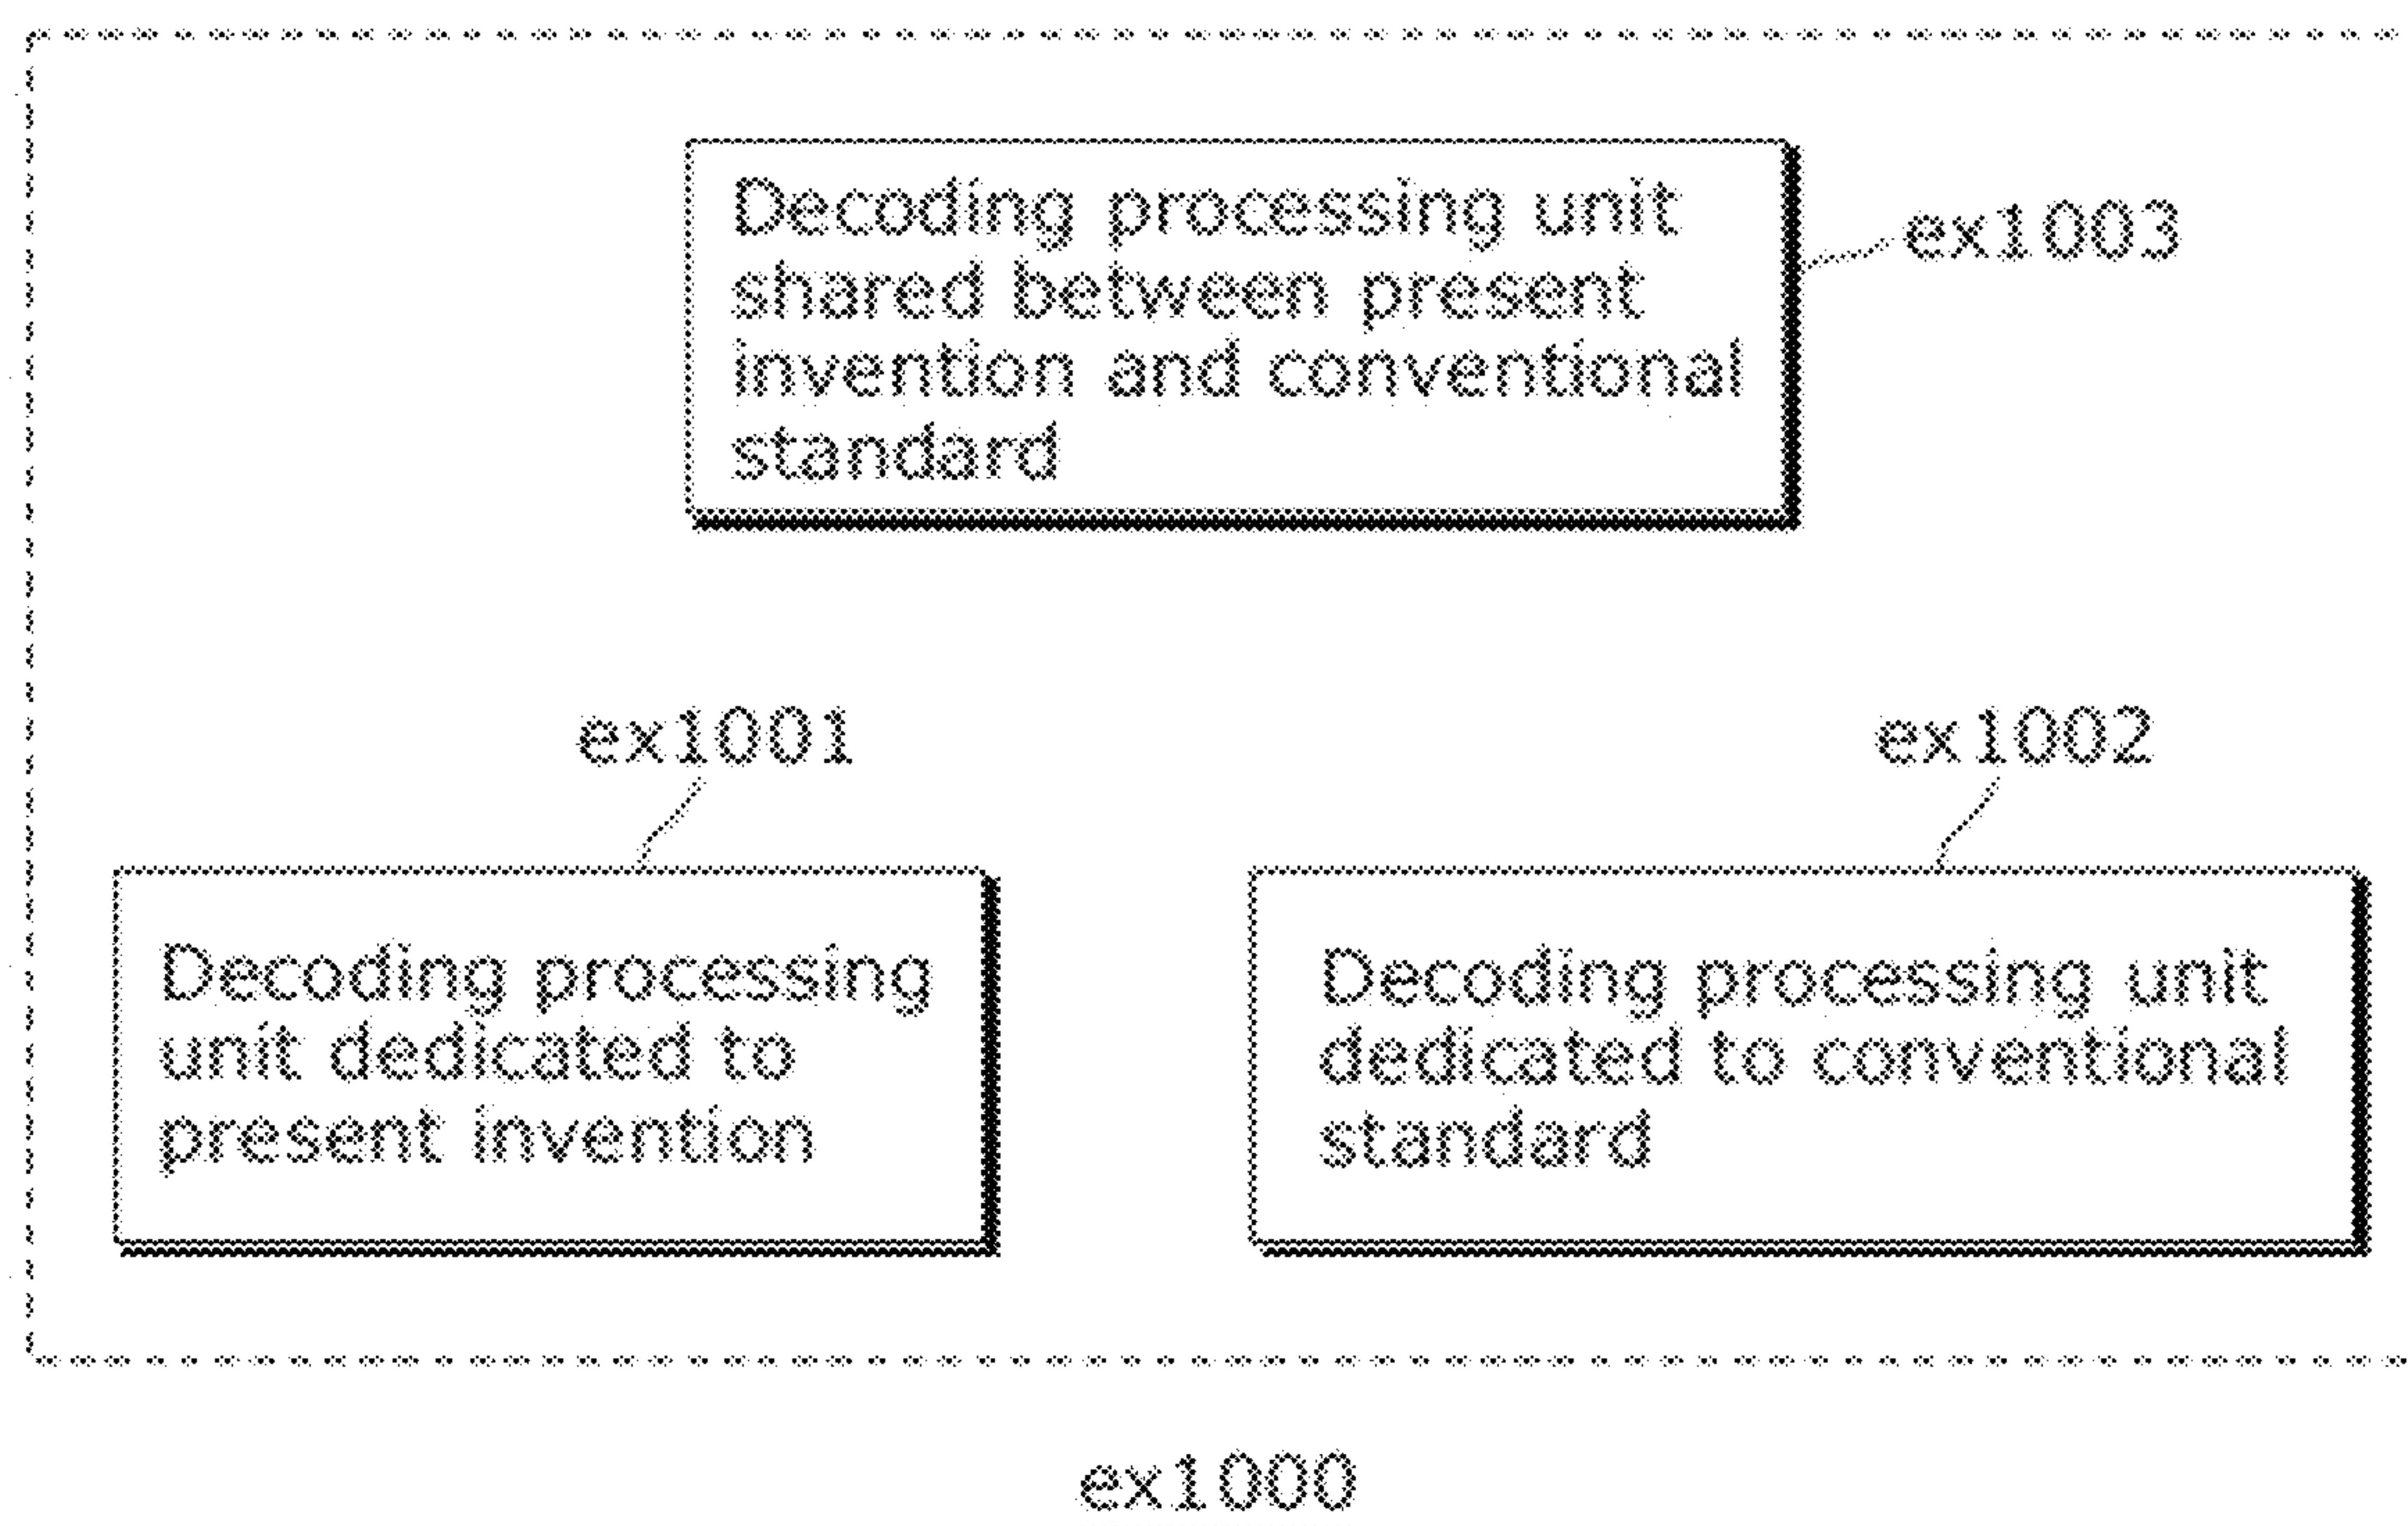 Decoding processing unit
shared between present
invention and conventional
standard
ex1003
ex1001
ex1002
Decoding processing
unit dedicated to
present invention
Decoding processing unit
dedicated to conventional
standard
ex1000